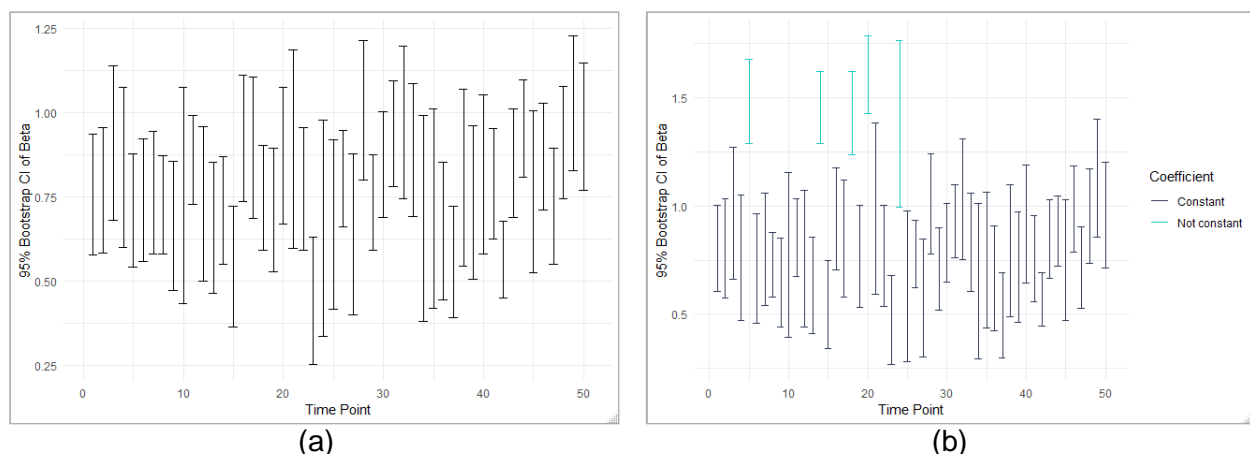 95% Bootstrap CI of Beta
1.25
1.00
0.75
0.50
0.25
0 10 20 30 40 50
Time Point
(a)
95% Bootstrap CI of Beta
1.5
1.0
0.5
0 10 20 30 40 50
Time Point
Coefficient
Constant
Not constant
(b)